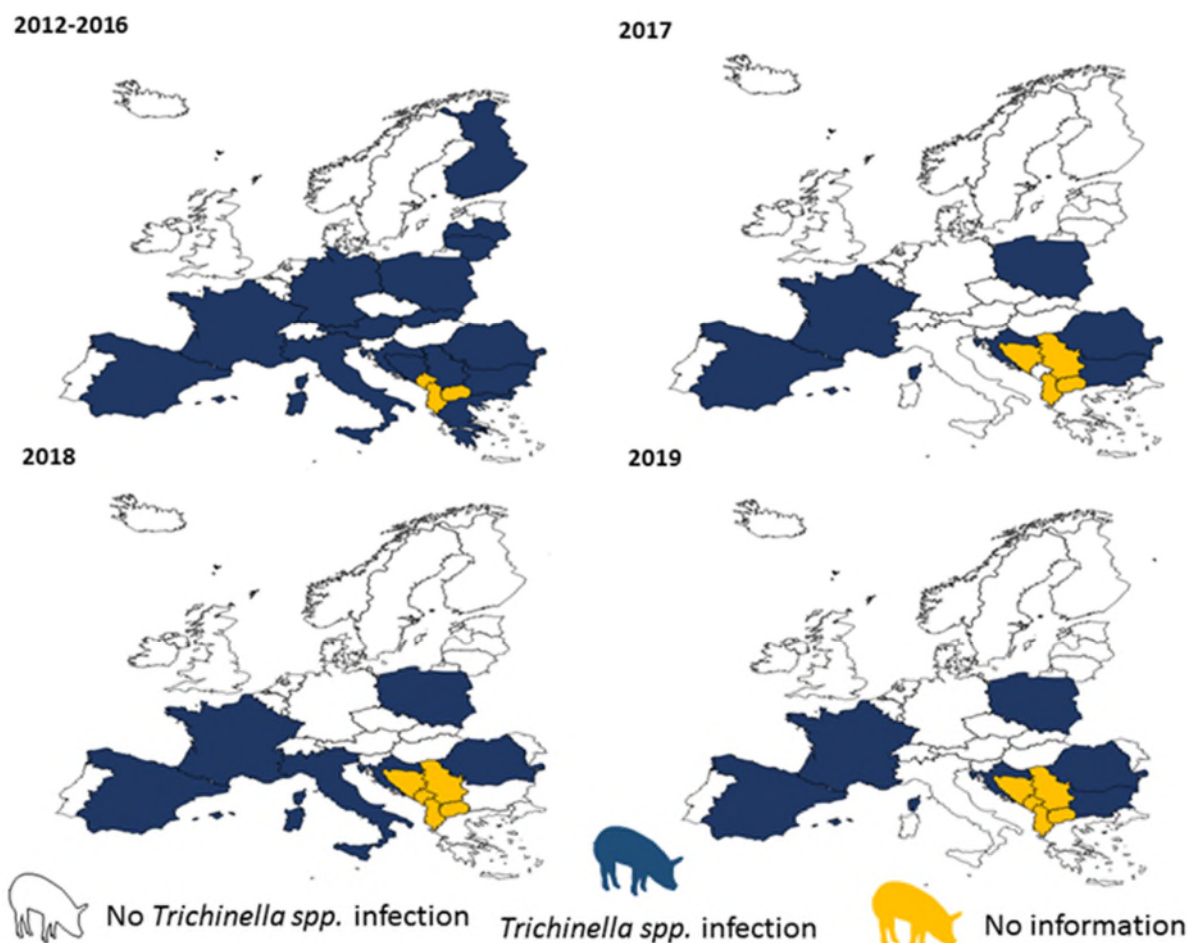 2012-2016
2017
2018
2019
No Trichinella spp. infection
Trichinella spp. infection
No information